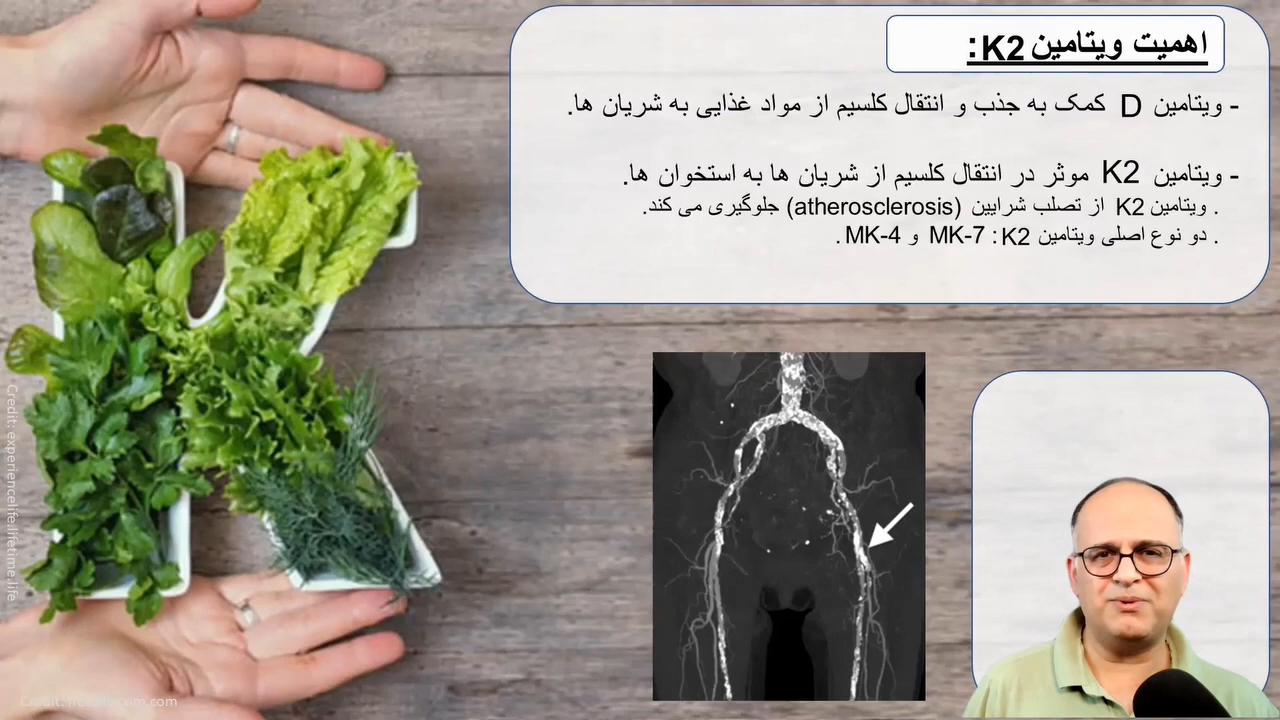 اهمیت ویتامین K2:
- ویتامین D کمک به جذب و انتقال کلسیم از مواد غذایی به شریان ها.
- ویتامین K2 موثر در انتقال کلسیم از شریان ها به استخوان ها.
. ویتامین K2 از تصلب شرایین (atherosclerosis) جلوگیری می کند.
. دو نوع اصلی ویتامین K2: MK-7 و MK-4.
Credit: experiencelife.lifetime.life